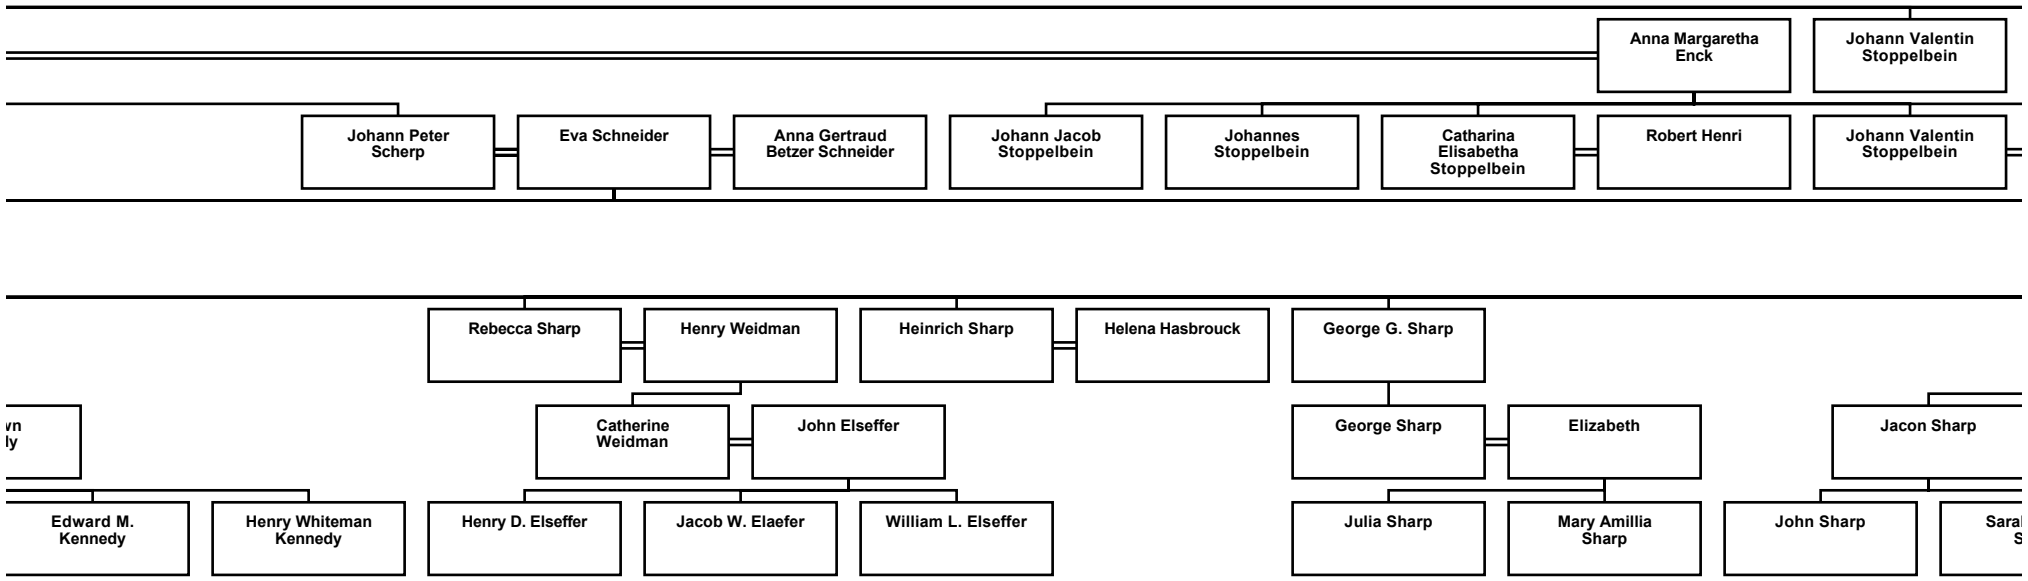 Anna Margaretha
Enck
Johann Valentin
Stoppelbein
Johann Peter
Scherp
Eva Schneider
Anna Gertraud
Betzer Schneider
Johann Jacob
Stoppelbein
Johannes
Stoppelbein
Catharina
Elisabetha
Stoppelbein
Robert Henri
Johann Valentin
Stoppelbein
Rebecca Sharp
Henry Weidman
Heinrich Sharp
Helena Hasbrouck
George G. Sharp
Catherine
Weidman
John Elseffer
George Sharp
Elizabeth
Jacon Sharp
Edward M.
Kennedy
Henry Whiteman
Kennedy
Henry D. Elseffer
Jacob W. Elaefer
William L. Elseffer
Julia Sharp
Mary Amillia
Sharp
John Sharp